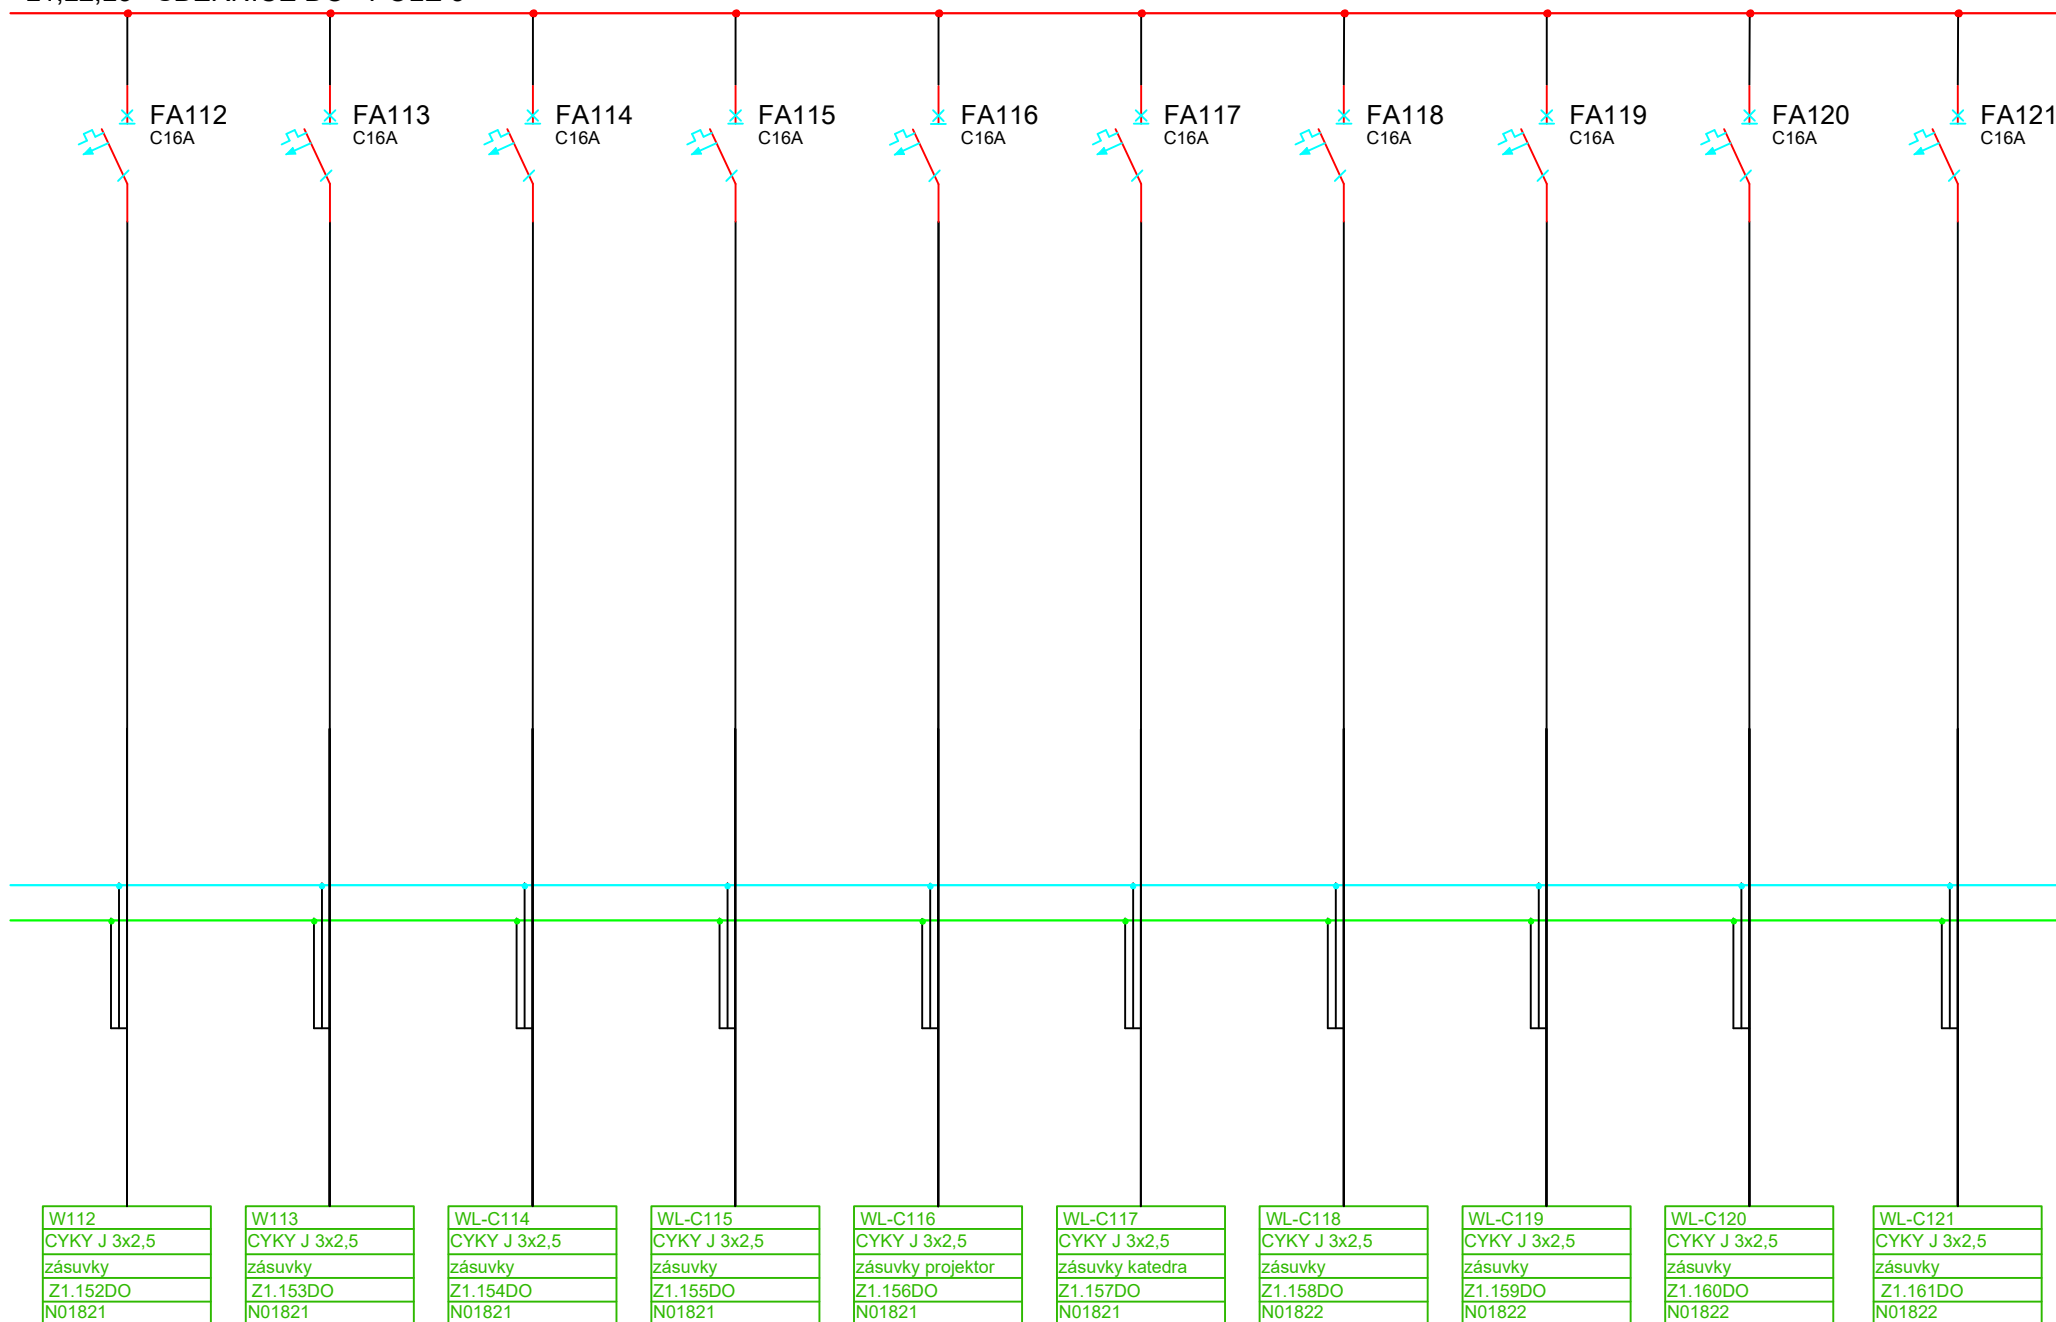 FA112 FA113 FA114 FA115 FA116 FA117 FA118 FA119 FA120 FA121
C16A C16A C16A C16A C16A C16A C16A C16A C16A C16A
W112 W113 WL-C114 WL-C115 WL-C116 WL-C117 WL-C118 WL-C119 WL-C120 WL-C121
CYKY J 3x2,5 CYKY J 3x2,5 CYKY J 3x2,5 CYKY J 3x2,5 CYKY J 3x2,5 CYKY J 3x2,5 CYKY J 3x2,5 CYKY J 3x2,5 CYKY J 3x2,5 CYKY J 3x2,5
zásuvky zásuvky zásuvky zásuvky zásuvky projektor zásuvky katedra zásuvky zásuvky zásuvky zásuvky
Z1.152DO Z1.153DO Z1.154DO Z1.155DO Z1.156DO Z1.157DO Z1.158DO Z1.159DO Z1.160DO Z1.161DO
N01821 N01821 N01821 N01821 N01821 N01821 N01822 N01822 N01822 N01822